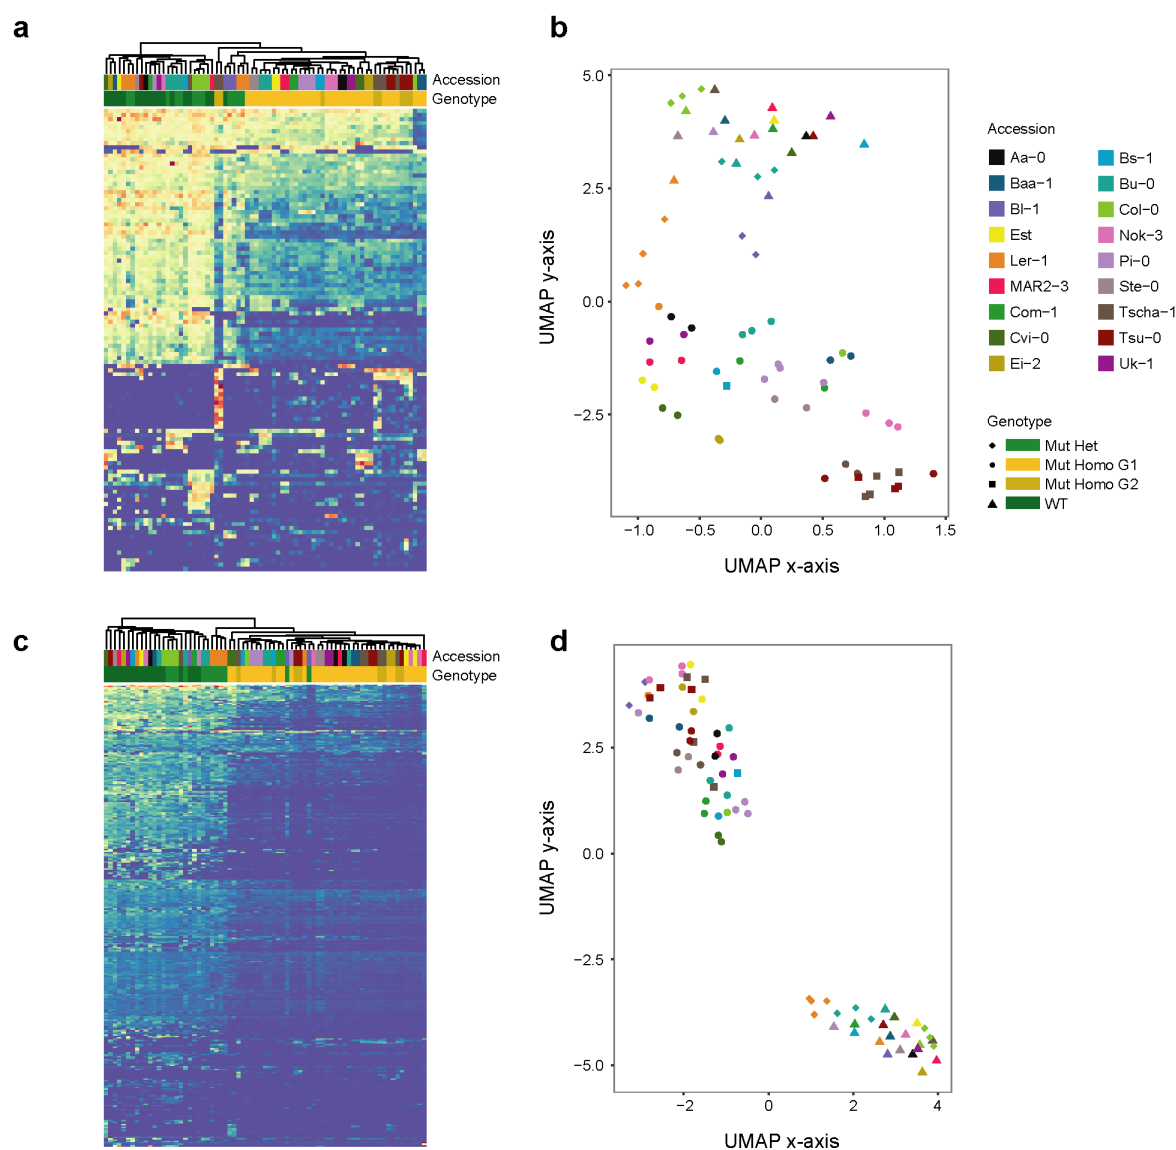 a
Accession
Genotype
b
5.0
2.5
0.0
−2.5
−1.0
−0.5
0.0
0.5
1.0
1.5
UMAP y-axis
UMAP x-axis
Accession
Aa−0
Baa−1
Bl−1
Est
Ler−1
MAR2−3
Com−1
Cvi−0
Ei−2
Bs−1
Bu−0
Col−0
Nok−3
Pi−0
Ste−0
Tscha−1
Tsu−0
Uk−1
Genotype
Mut Het
Mut Homo G1
Mut Homo G2
WT
c
Accession
Genotype
d
2.5
0.0
−2.5
−5.0
−2
0
2
4
UMAP y-axis
UMAP x-axis